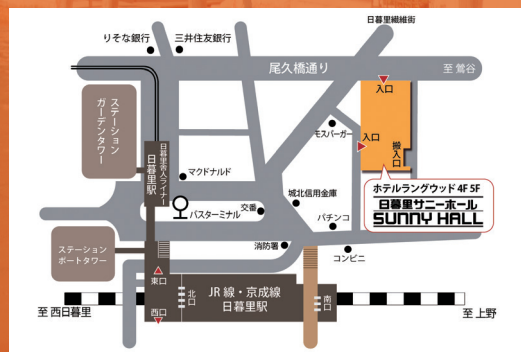 日暮里繊維街
りそな銀行
三井住友銀行
尾久橋通り
至 鶯谷
入口
ステーションガーデンタワー
モスバーガー
入口
搬入口
日暮里舎人ライナー
日暮里駅
マクドナルド
ホテルラングウッド 4F 5F
日暮里サニーホール
SUNNY HALL
城北信用金庫
交番
バスターミナル
パチンコ
ステーション
ポートタワー
消防署
コンビニ
東口
北口
JR 線・京成線
日暮里駅
南口
至 西日暮里
西口
至 上野